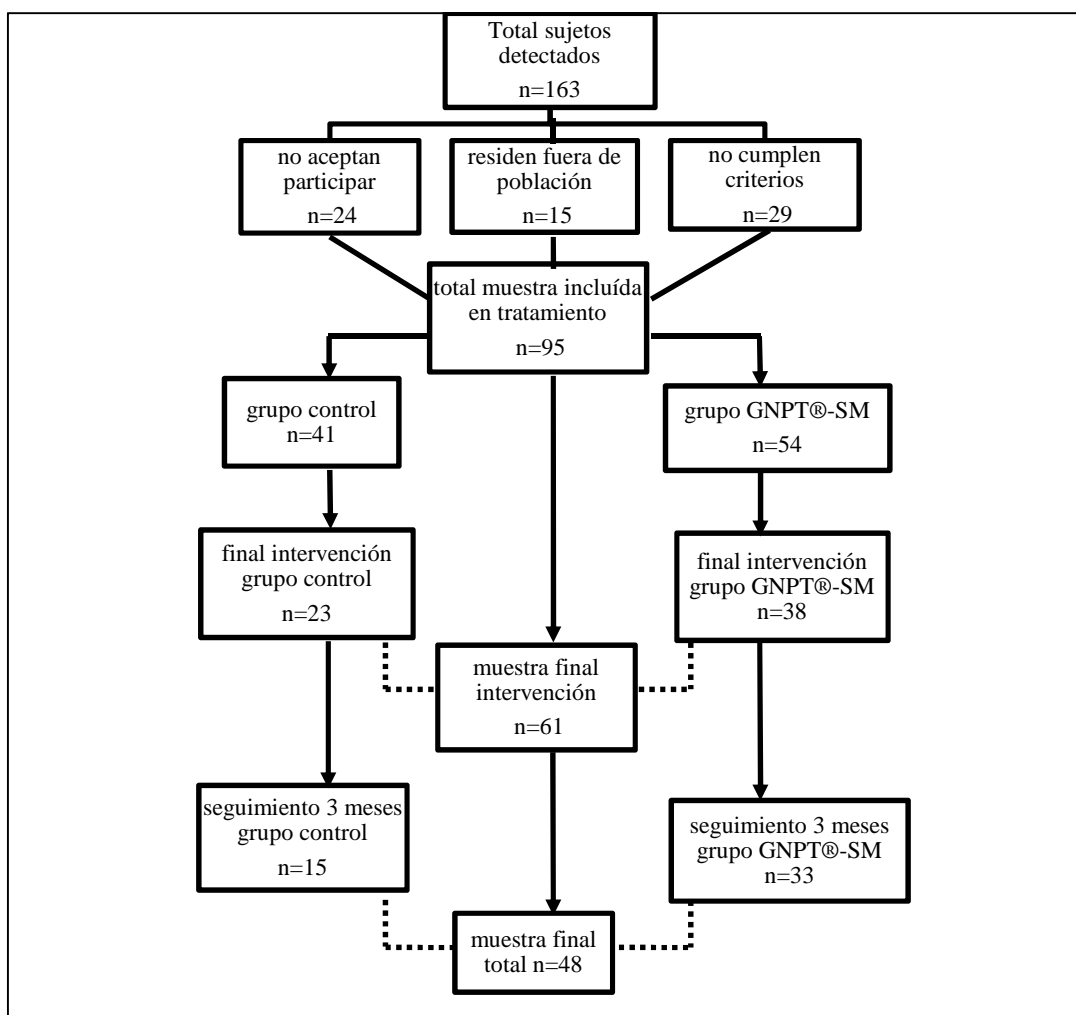 Total sujetos
detectados
n=163
no aceptan
participar
n=24
residen fuera de
población
n=15
no cumplen
criterios
n=29
total muestra incluída
en tratamiento
n=95
grupo control
n=41
grupo GNPT®-SM
n=54
final intervención
grupo control
n=23
final intervención
grupo GNPT®-SM
n=38
muestra final
intervención
n=61
seguimiento 3 meses
grupo control
n=15
seguimiento 3 meses
grupo GNPT®-SM
n=33
muestra final
total n=48